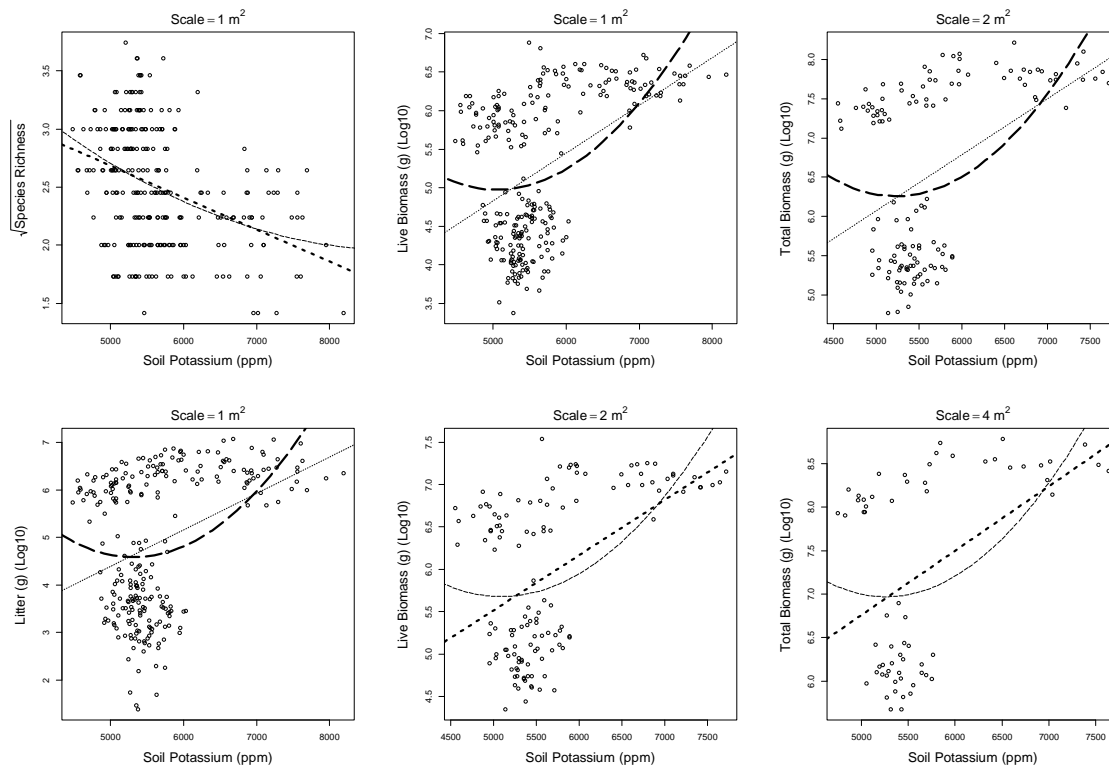 Scale = 1 m²
√Species Richness
3.5
3.0
2.5
2.0
1.5
5000 6000 7000 8000
Soil Potassium (ppm)
Scale = 1 m²
Live Biomass (g) (Log10)
7.0
6.5
6.0
5.5
5.0
4.5
4.0
3.5
5000 6000 7000 8000
Soil Potassium (ppm)
Scale = 2 m²
Total Biomass (g) (Log10)
8.0
7.5
7.0
6.5
6.0
5.5
5.0
4500 5000 5500 6000 6500 7000 7500
Soil Potassium (ppm)
Scale = 1 m²
Litter (g) (Log10)
7
6
5
4
3
2
5000 6000 7000 8000
Soil Potassium (ppm)
Scale = 2 m²
Live Biomass (g) (Log10)
7.5
7.0
6.5
6.0
5.5
5.0
4.5
4500 5000 5500 6000 6500 7000 7500
Soil Potassium (ppm)
Scale = 4 m²
Total Biomass (g) (Log10)
8.5
8.0
7.5
7.0
6.5
6.0
5000 5500 6000 6500 7000 7500
Soil Potassium (ppm)